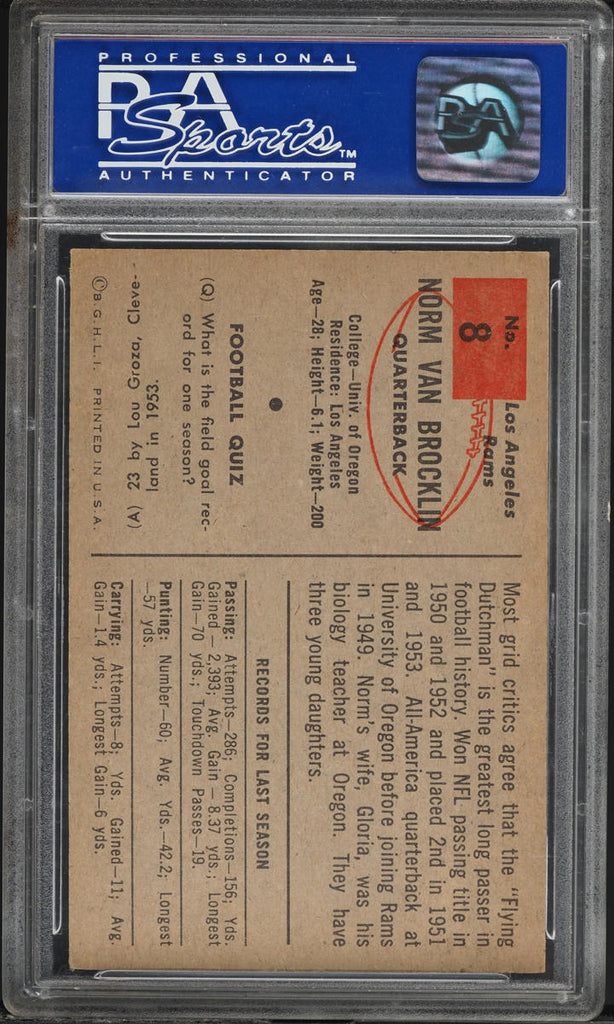 PROFESSIONAL
PSA
Sports™
AUTHENTICATOR
PSA
No.
8
Los Angeles
Rams
NORM VAN BROCKLIN
QUARTERBACK
College—Univ. of Oregon
Residence: Los Angeles
Age—28; Height—6.1; Weight—200
FOOTBALL QUIZ
(Q) What is the field goal rec-
ord for one season?
(A) 23 by Lou Groza, Cleve-
land in 1953.
©B.G.H.L.I. PRINTED IN U.S.A.
Most grid critics agree that the "Flying
Dutchman" is the greatest long passer in
football history. Won NFL passing title in
1950 and 1952 and placed 2nd in 1951
and 1953. All-America quarterback at
University of Oregon before joining Rams
in 1949. Norm's wife, Gloria, was his
biology teacher at Oregon. They have
three young daughters.
RECORDS FOR LAST SEASON
Passing: Attempts—286; Completions—156; Yds.
Gained—2,393; Avg. Gain—8.37 yds.; Longest
Gain—70 yds.; Touchdown Passes—19.
Punting: Number—60; Avg. Yds.—42.2; Longest
—57 yds.
Carrying: Attempts—8; Yds. Gained—11; Avg.
Gain—1.4 yds.; Longest Gain—6 yds.